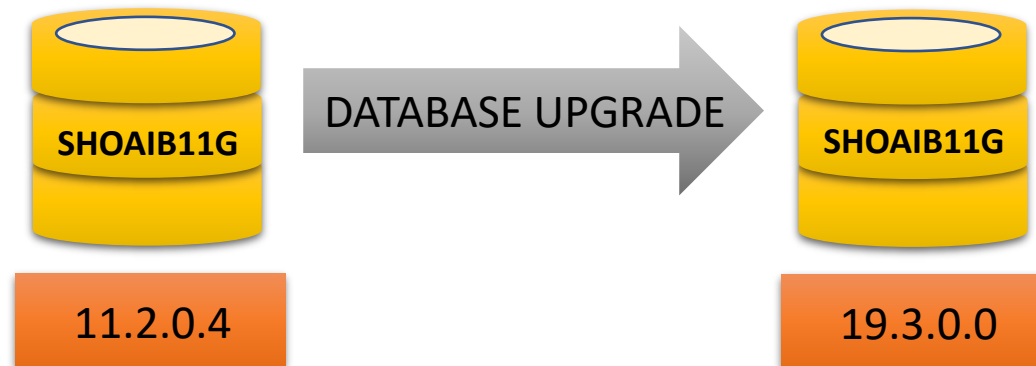 SHOAIB11G
DATABASE UPGRADE
SHOAIB11G
11.2.0.4
19.3.0.0